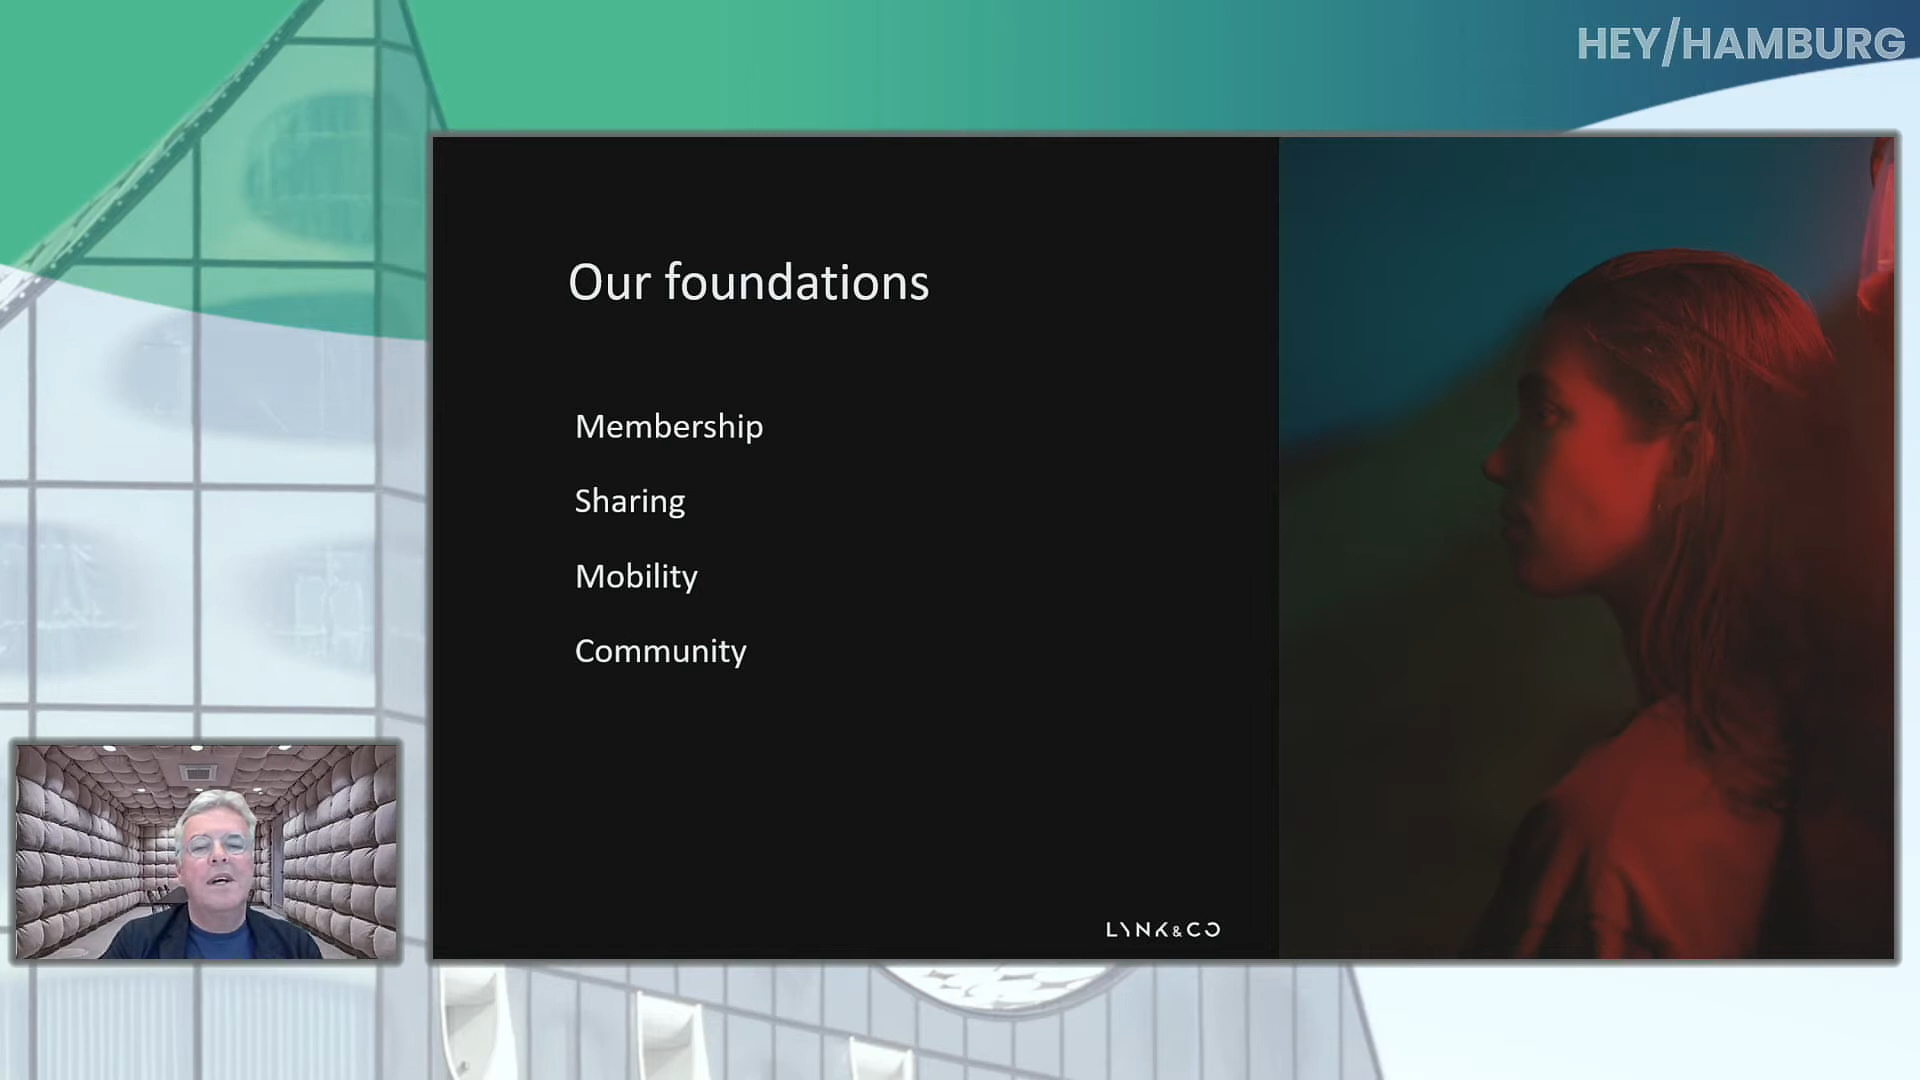 HEY/HAMBURG
Our foundations
Membership
Sharing
Mobility
Community
LYNK&CO